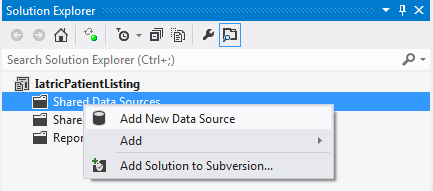 Solution Explorer
Search Solution Explorer (Ctrl+;)
IatricPatientListing
Shared Data Sources
Share
Add New Data Source
Repor
Add
Add Solution to Subversion...